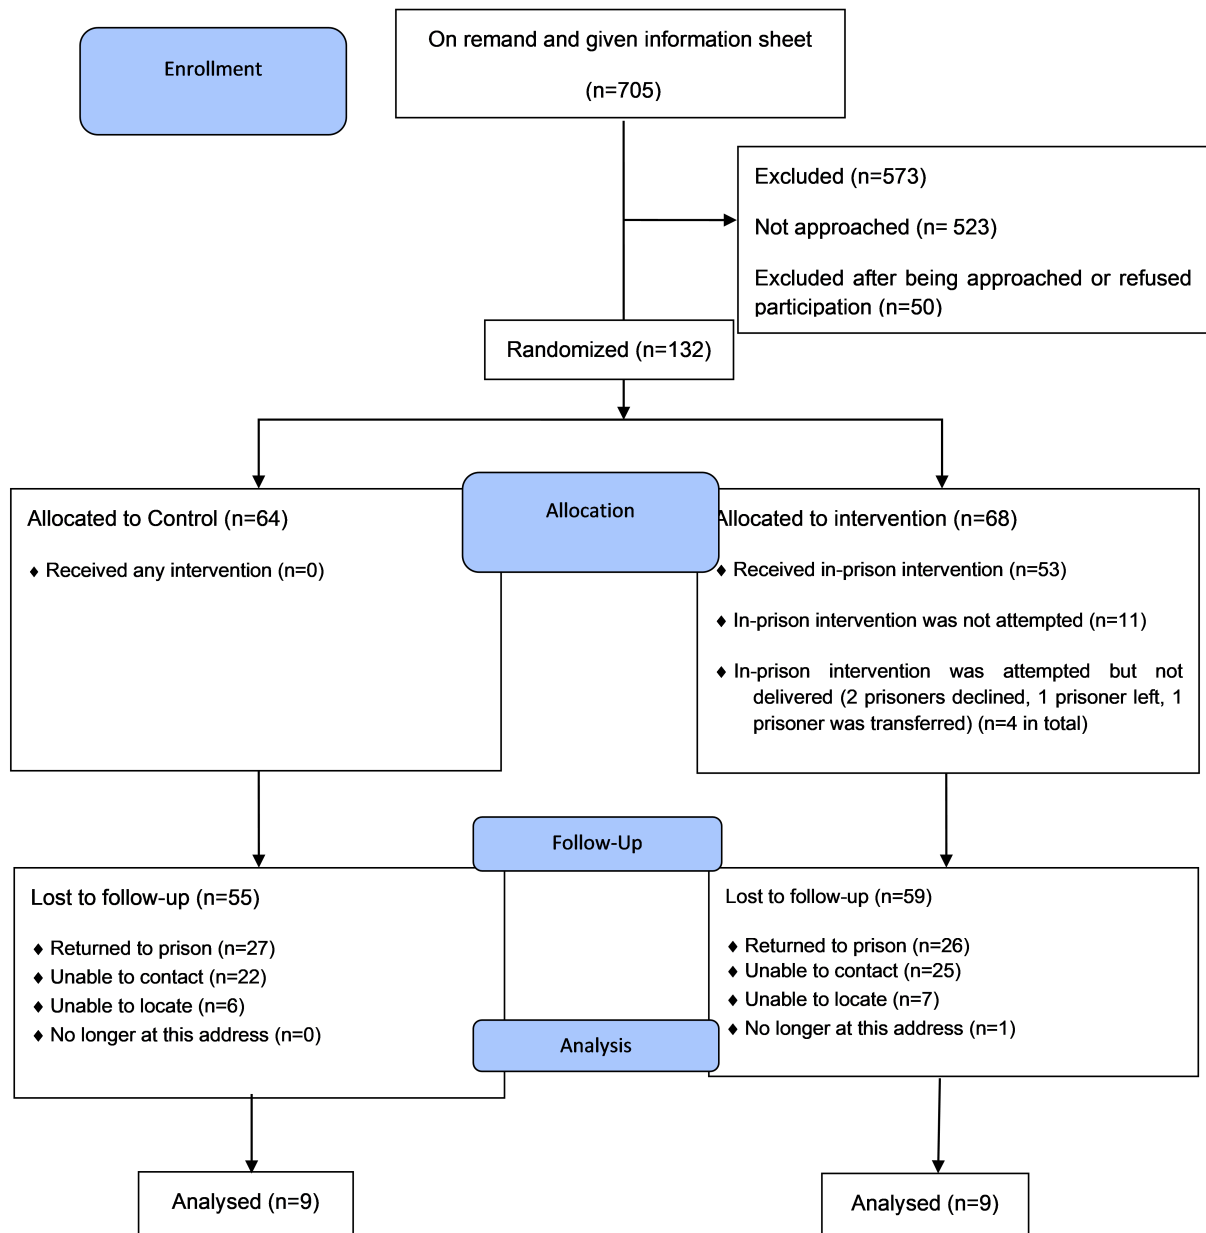 Enrollment
On remand and given information sheet
(n=705)
Excluded (n=573)
Not approached (n= 523)
Excluded after being approached or refused
participation (n=50)
Randomized (n=132)
Allocation
Allocated to Control (n=64)
♦ Received any intervention (n=0)
Allocated to intervention (n=68)
♦ Received in-prison intervention (n=53)
♦ In-prison intervention was not attempted (n=11)
♦ In-prison intervention was attempted but not
delivered (2 prisoners declined, 1 prisoner left, 1
prisoner was transferred) (n=4 in total)
Follow-Up
Lost to follow-up (n=55)
♦ Returned to prison (n=27)
♦ Unable to contact (n=22)
♦ Unable to locate (n=6)
♦ No longer at this address (n=0)
Lost to follow-up (n=59)
♦ Returned to prison (n=26)
♦ Unable to contact (n=25)
♦ Unable to locate (n=7)
♦ No longer at this address (n=1)
Analysis
Analysed (n=9)
Analysed (n=9)